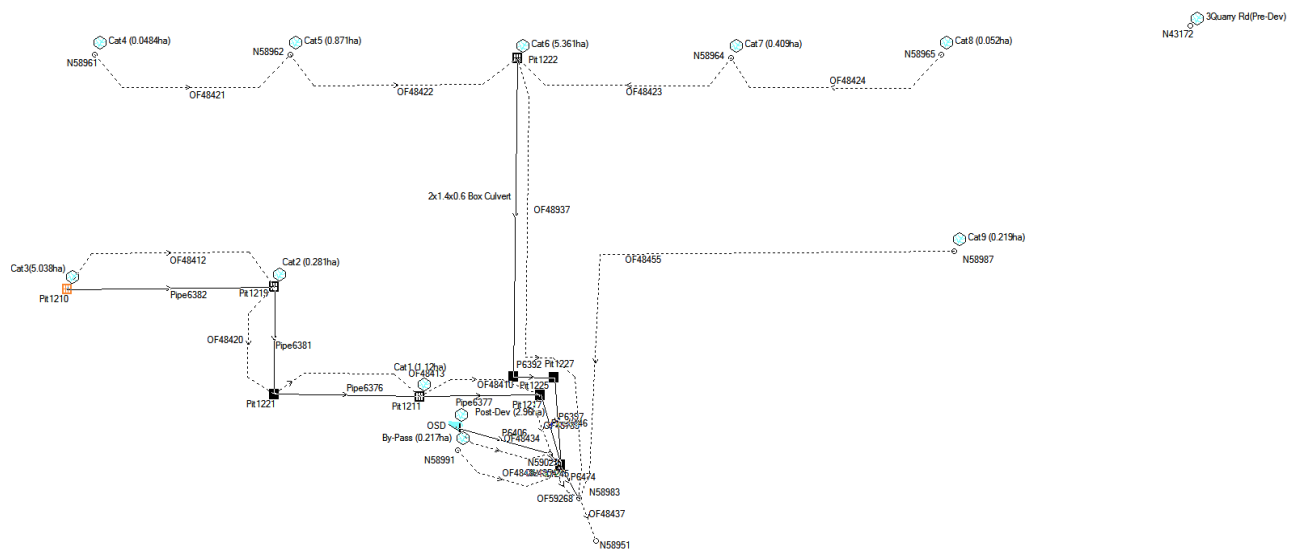 3Quarry Rd(Pre-Dev)
N43172
Cat4 (0.0484ha)
N58961
Cat5 (0.871ha)
N58962
Cat6 (5.361ha)
Pit1222
Cat7 (0.409ha)
N58964
Cat8 (0.052ha)
N58965
OF48421
OF48422
OF48423
OF48424
2x1.4x0.6 Box Culvert
OF48937
Cat9 (0.219ha)
N58987
OF48455
Cat3(5.038ha)
OF48412
Cat2 (0.281ha)
Pit1210
Pipe6382
Pit1219
OF48420
Pipe6381
Cat1 (1.12ha)
OF48413
P6392
Pit1227
Pit1221
Pipe6376
Pit1211
OF48410
Pit1225
Pipe6377
Pit1217
Post-Dev (2.96ha)
P6397
OSD
P6406
OF48434
By-Pass (0.217ha)
N58991
P6474
N58983
OF59268
OF48437
N58951